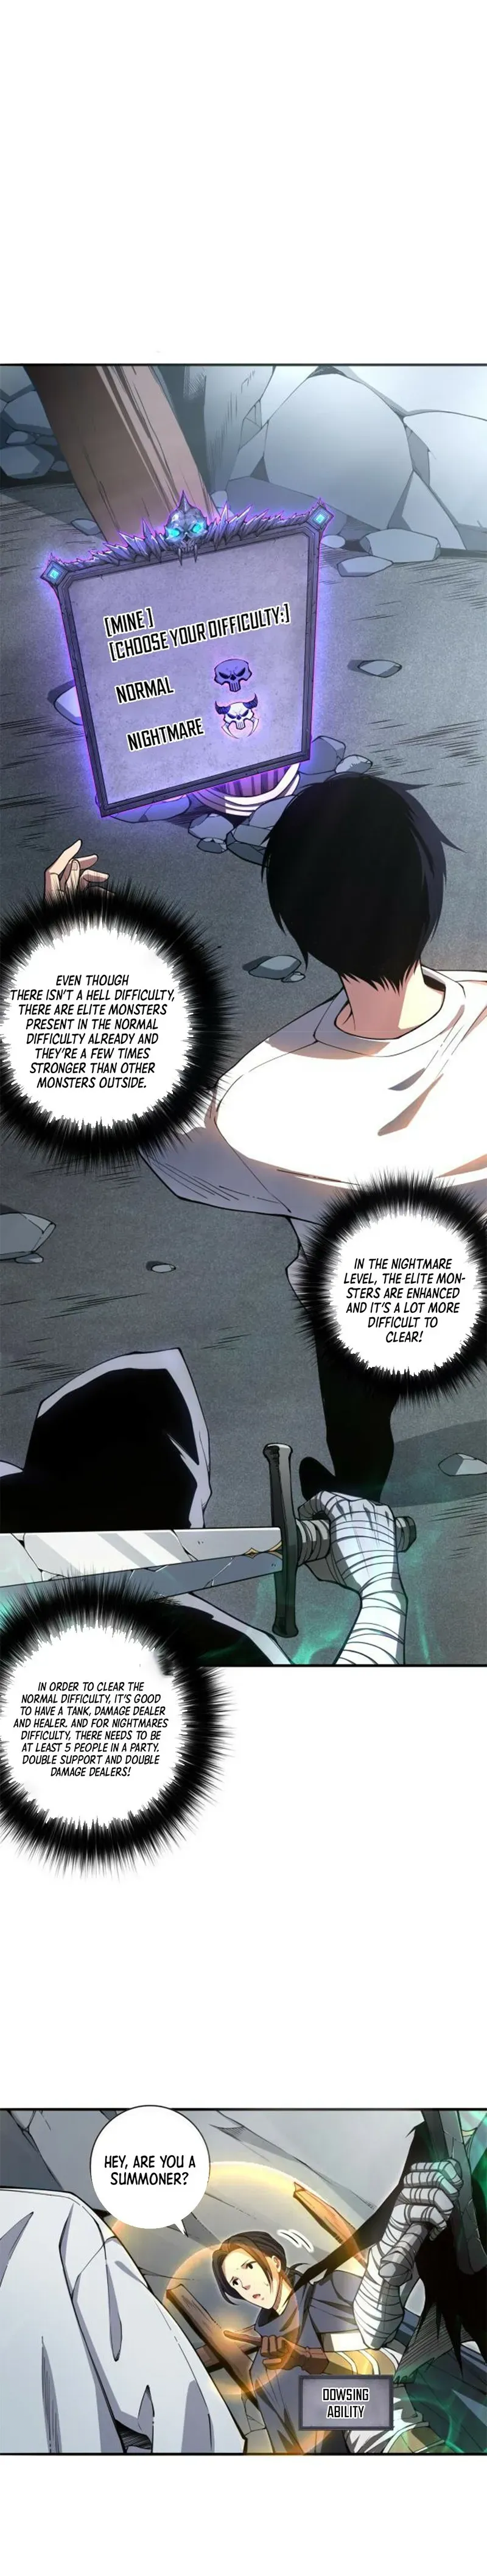 [MINE]
[CHOOSE YOUR DIFFICULTY:]
NORMAL
NIGHTMARE
EVEN THOUGH
THERE ISN'T A HELL DIFFICULTY,
THERE ARE ELITE MONSTERS
PRESENT IN THE NORMAL
DIFFICULTY ALREADY AND
THEY'RE A FEW TIMES
STRONGER THAN OTHER
MONSTERS OUTSIDE.
IN THE NIGHTMARE
LEVEL, THE ELITE MON-
STERS ARE ENHANCED
AND IT'S A LOT MORE
DIFFICULT TO
CLEAR!
IN ORDER TO CLEAR THE
NORMAL DIFFICULTY, IT'S GOOD
TO HAVE A TANK, DAMAGE DEALER
AND HEALER. AND FOR NIGHTMARES
DIFFICULTY, THERE NEEDS TO BE
AT LEAST 5 PEOPLE IN A PARTY,
DOUBLE SUPPORT AND DOUBLE
DAMAGE DEALERS!
HEY, ARE YOU A
SUMMONER?
DOWSING
ABILITY